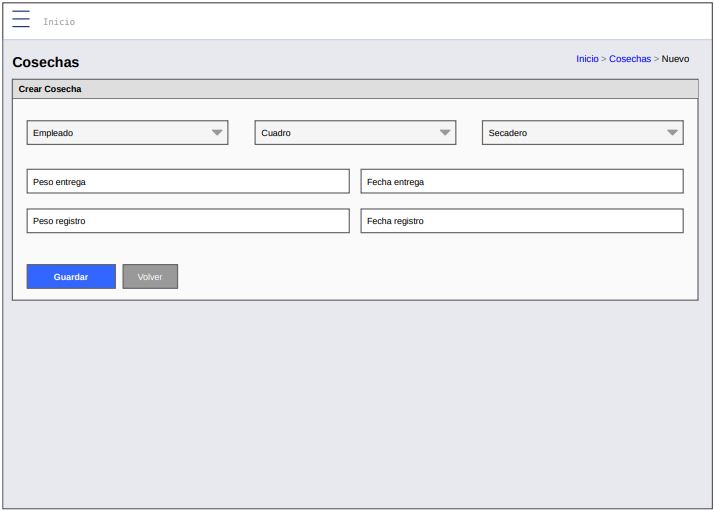 Inicio
Cosechas
Inicio > Cosechas > Nuevo
Crear Cosecha
Empleado
Cuadro
Secadero
Peso entrega
Fecha entrega
Peso registro
Fecha registro
Guardar
Volver